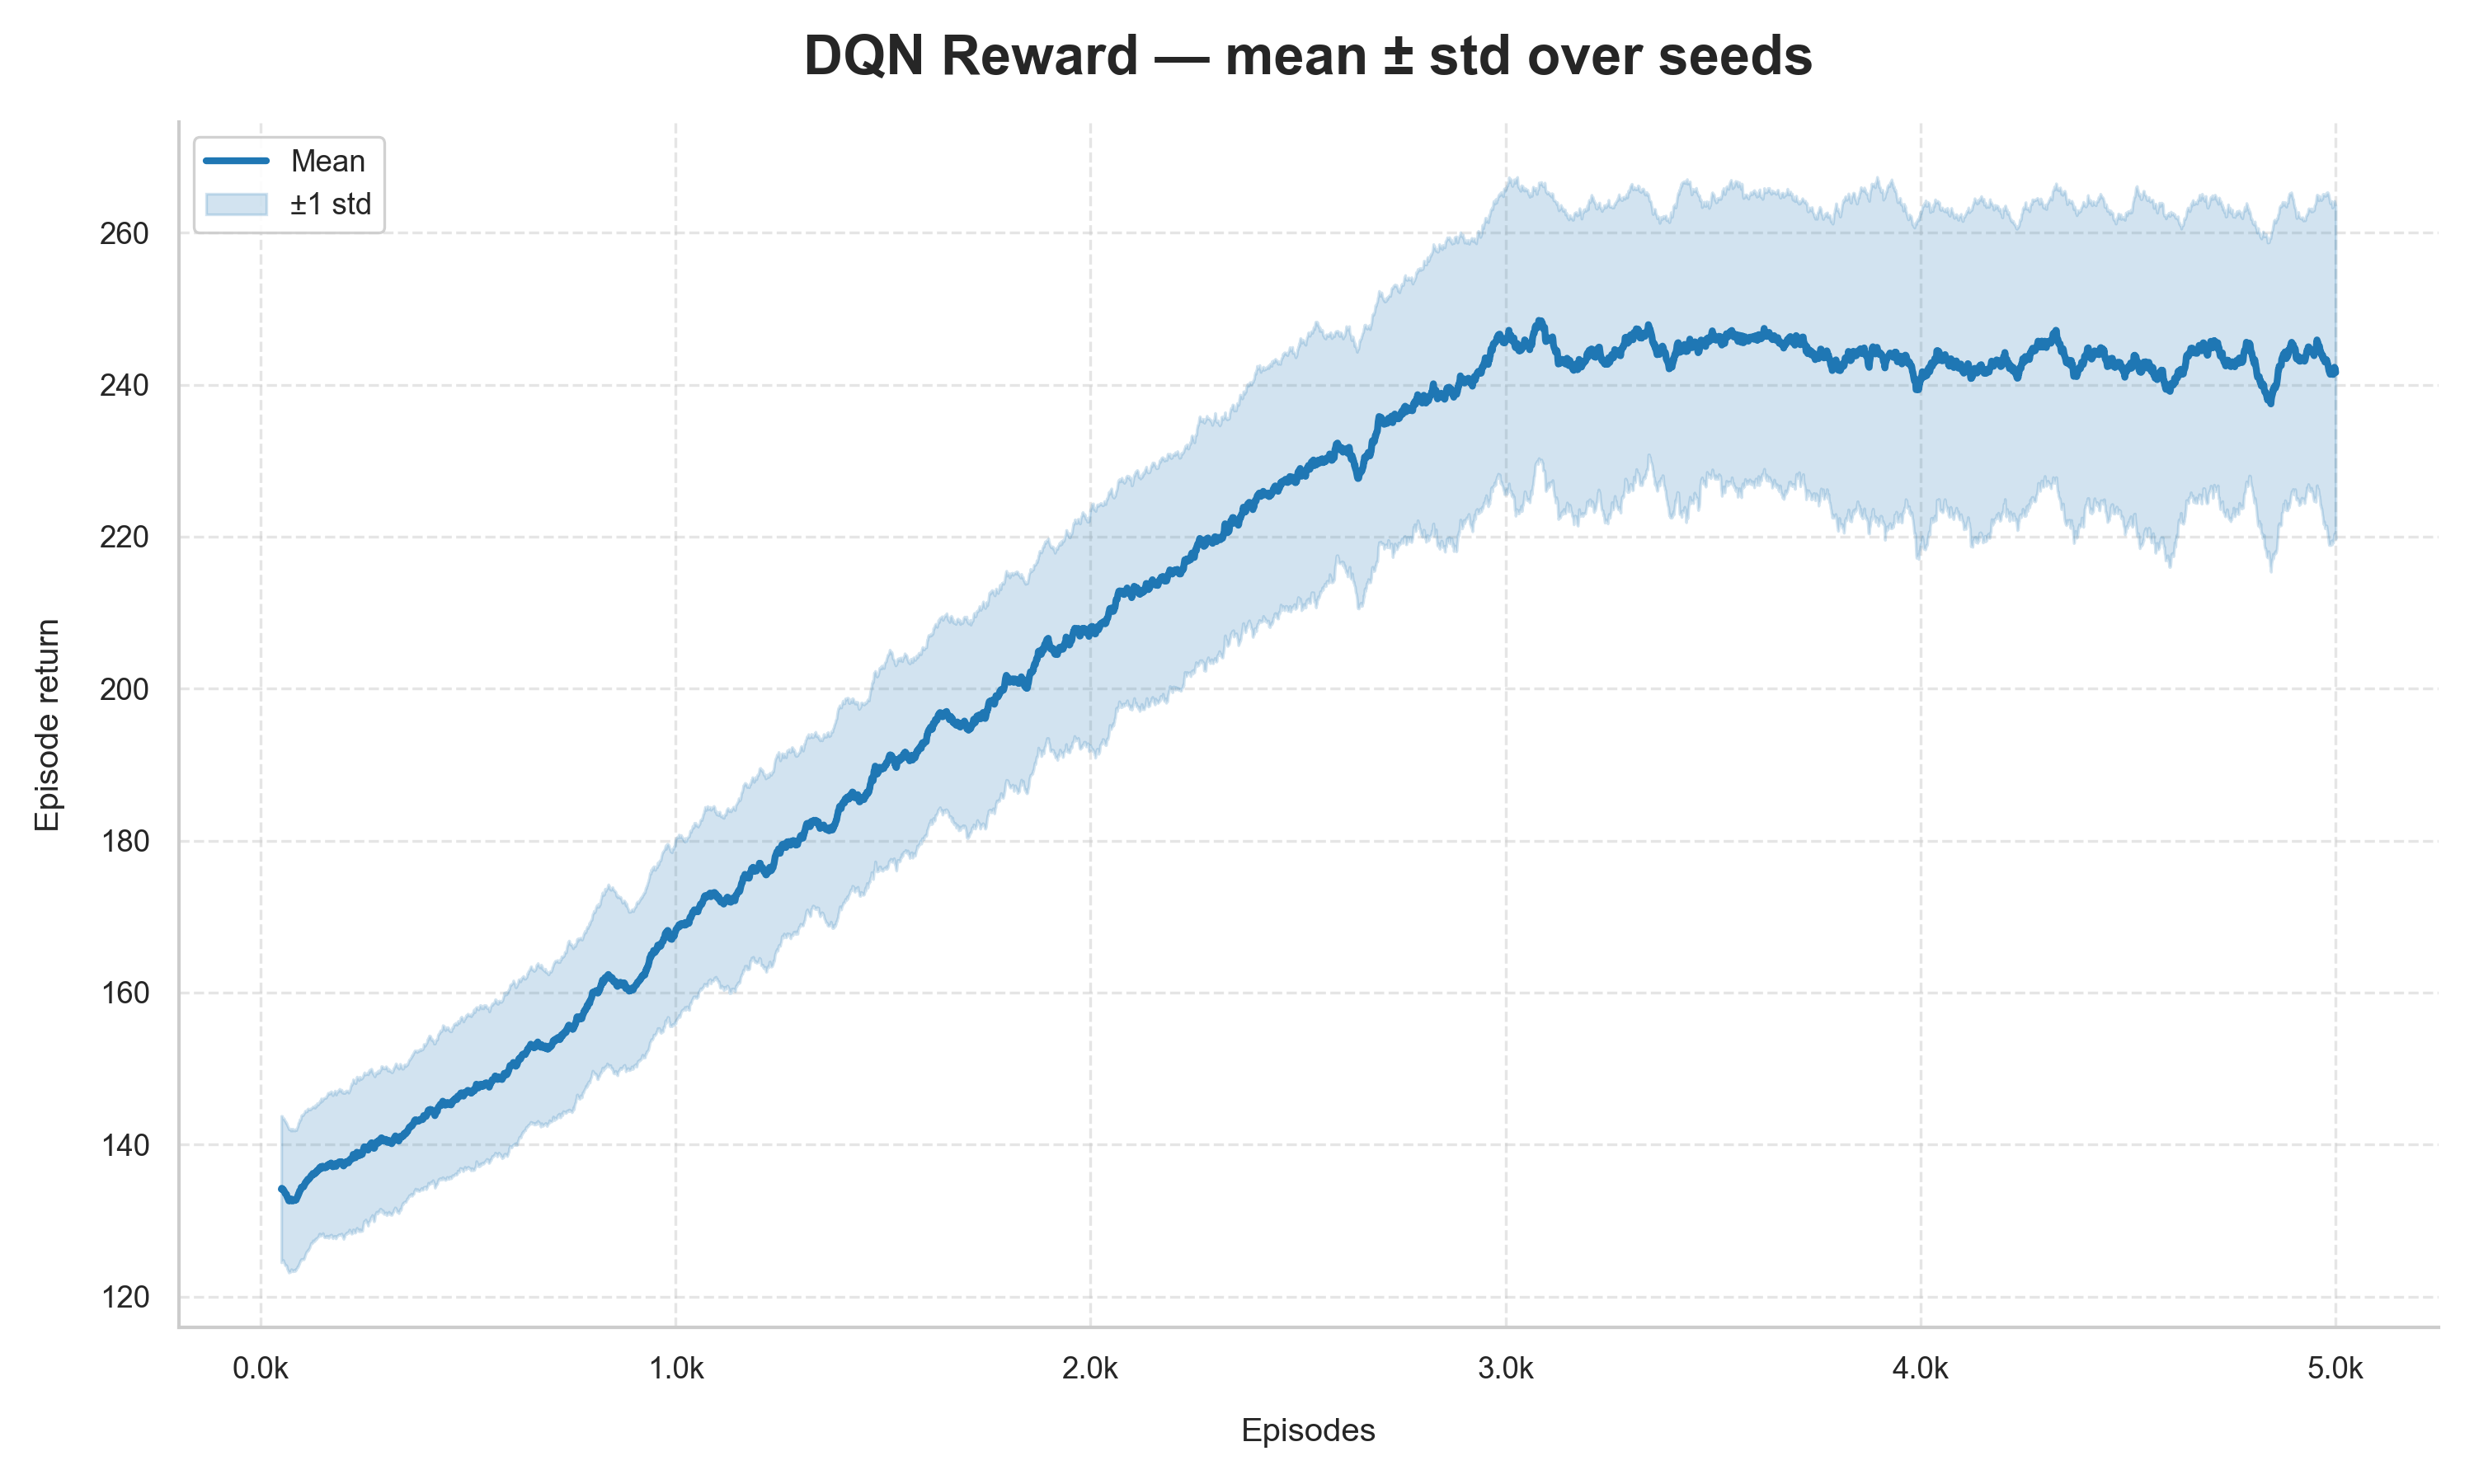 DQN Reward — mean ± std over seeds
Mean
±1 std
Episode return
260
240
220
200
180
160
140
120
0.0k 1.0k 2.0k 3.0k 4.0k 5.0k
Episodes